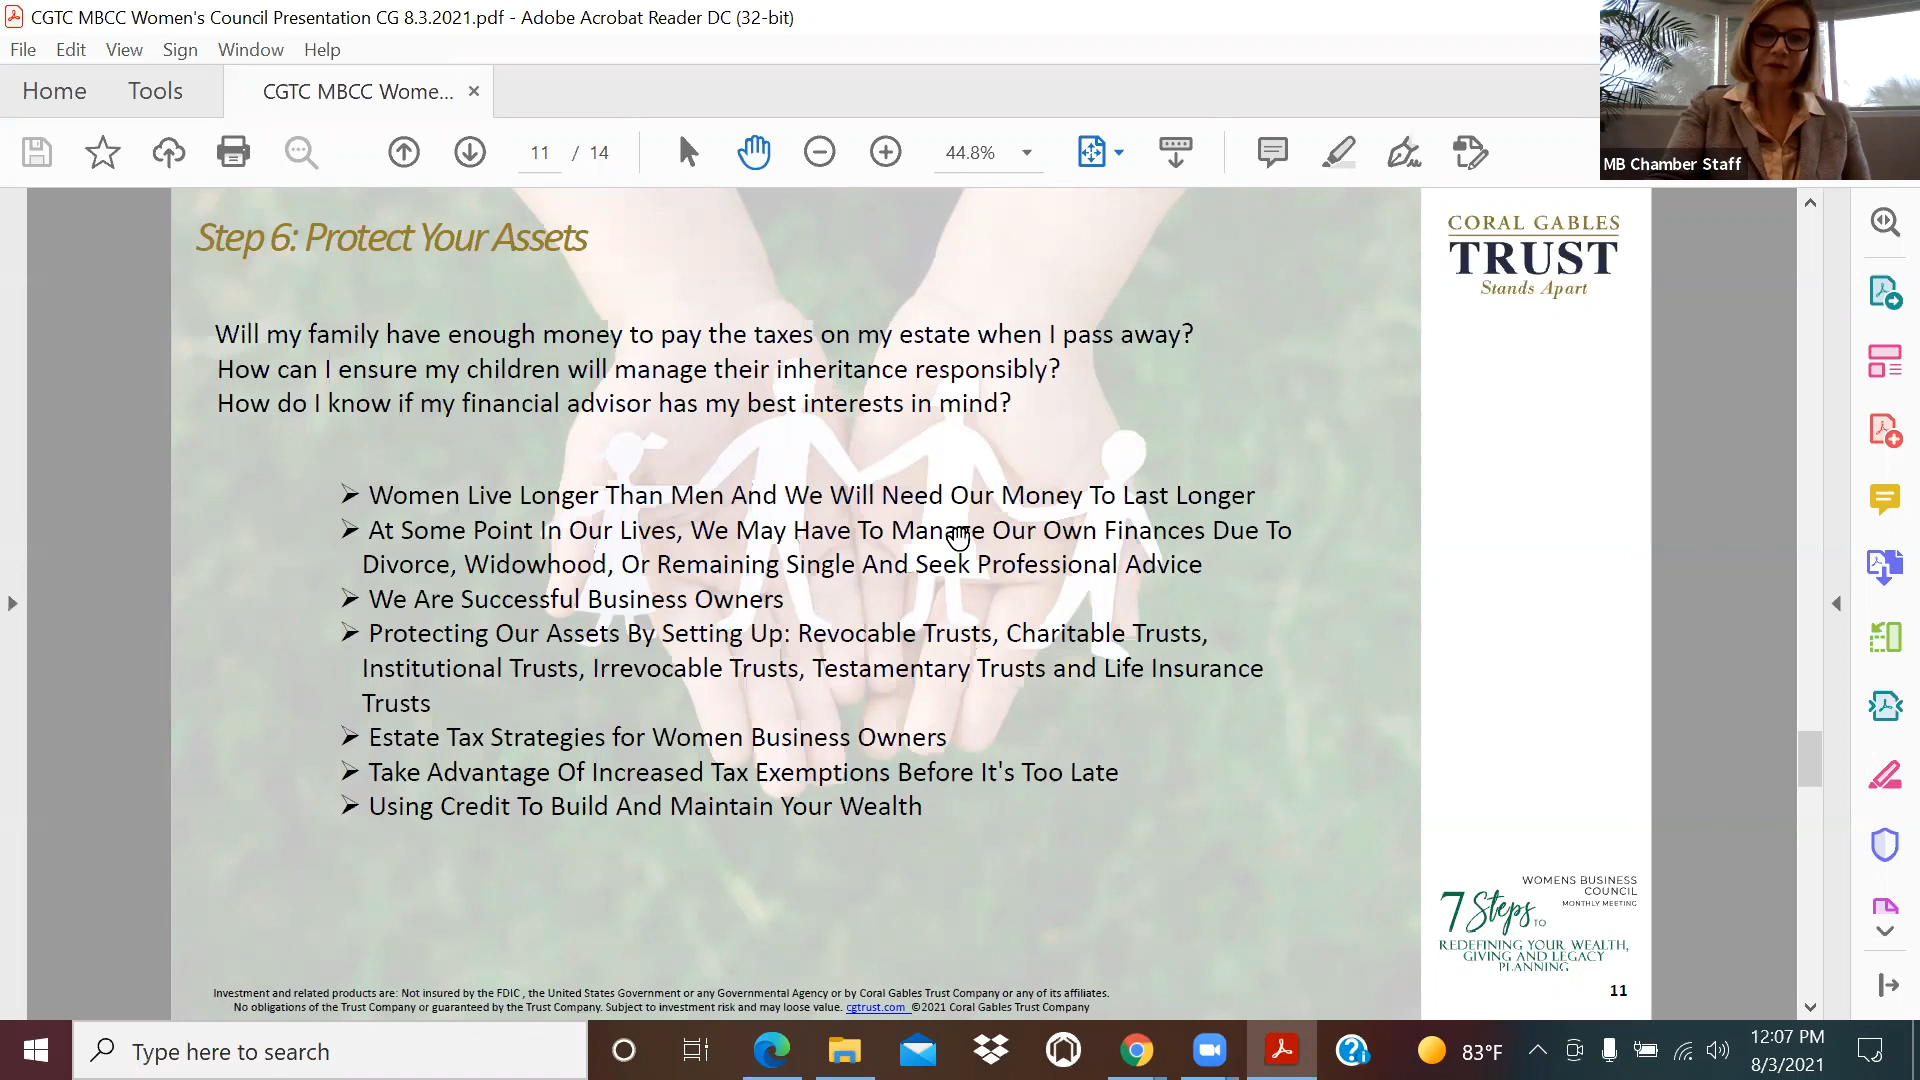 CGTC MBCC Women's Council Presentation CG 8.3.2021.pdf - Adobe Acrobat Reader DC (32-bit)
File Edit View Sign Window Help
Home Tools CGTC MBCC Wome... ×
11 / 14 44.8%
MB Chamber Staff
Step 6: Protect Your Assets
CORAL GABLES
TRUST
Stands Apart
Will my family have enough money to pay the taxes on my estate when I pass away?
How can I ensure my children will manage their inheritance responsibly?
How do I know if my financial advisor has my best interests in mind?
➢ Women Live Longer Than Men And We Will Need Our Money To Last Longer
➢ At Some Point In Our Lives, We May Have To Manage Our Own Finances Due To
Divorce, Widowhood, Or Remaining Single And Seek Professional Advice
➢ We Are Successful Business Owners
➢ Protecting Our Assets By Setting Up: Revocable Trusts, Charitable Trusts,
Institutional Trusts, Irrevocable Trusts, Testamentary Trusts and Life Insurance
Trusts
➢ Estate Tax Strategies for Women Business Owners
➢ Take Advantage Of Increased Tax Exemptions Before It's Too Late
➢ Using Credit To Build And Maintain Your Wealth
WOMENS BUSINESS
COUNCIL
MONTHLY MEETING
7 Steps TO
REDEFINING YOUR WEALTH,
GIVING AND LEGACY
PLANNING
11
Investment and related products are: Not insured by the FDIC , the United States Government or any Governmental Agency or by Coral Gables Trust Company or any of its affiliates.
No obligations of the Trust Company or guaranteed by the Trust Company. Subject to investment risk and may loose value. cgtrust.com ©2021 Coral Gables Trust Company
Type here to search
83°F
12:07 PM
8/3/2021